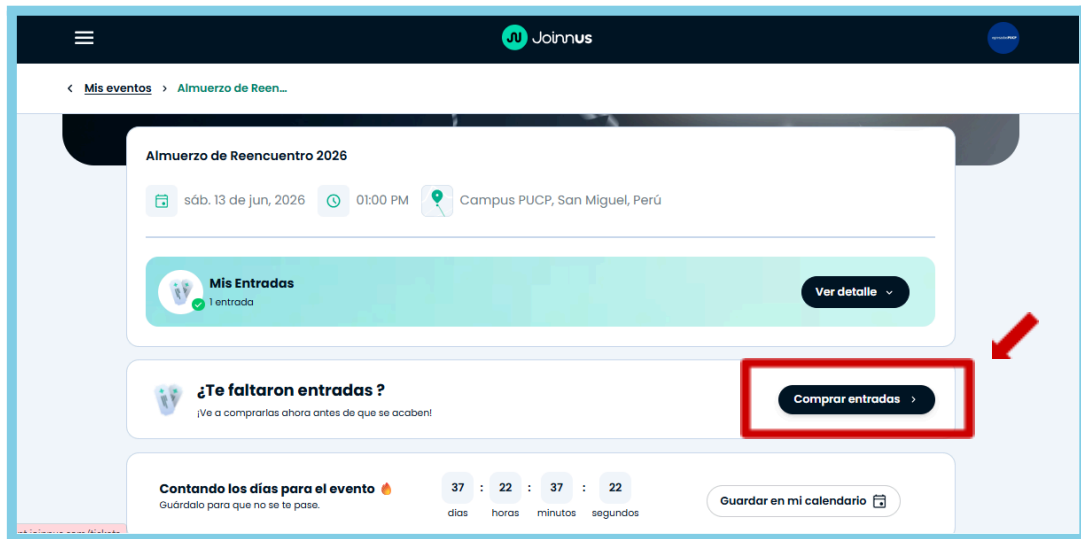 Joinnus
‹ Mis eventos › Almuerzo de Reen...
Almuerzo de Reencuentro 2026
sáb. 13 de jun, 2026 01:00 PM Campus PUCP, San Miguel, Perú
Mis Entradas
1 entrada
Ver detalle
¿Te faltaron entradas ?
¡Ve a comprarlas ahora antes de que se acaben!
Comprar entradas ›
Contando los días para el evento
Guárdalo para que no se te pase.
37 : 22 : 37 : 22
días horas minutos segundos
Guardar en mi calendario